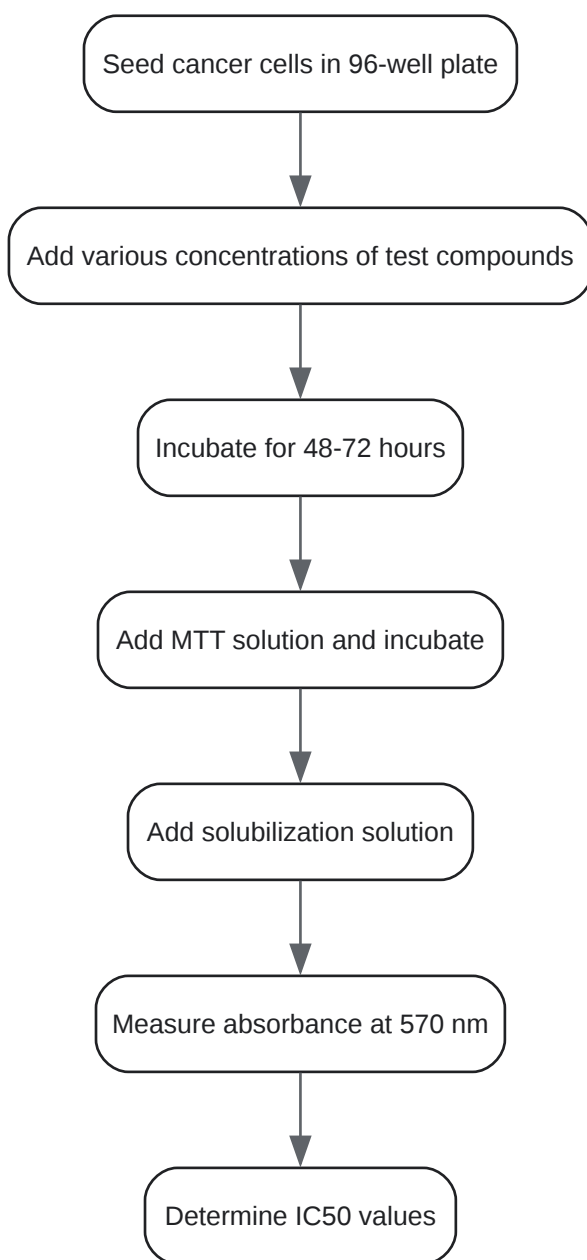 Seed cancer cells in 96-well plate
Add various concentrations of test compounds
Incubate for 48-72 hours
Add MTT solution and incubate
Add solubilization solution
Measure absorbance at 570 nm
Determine IC50 values